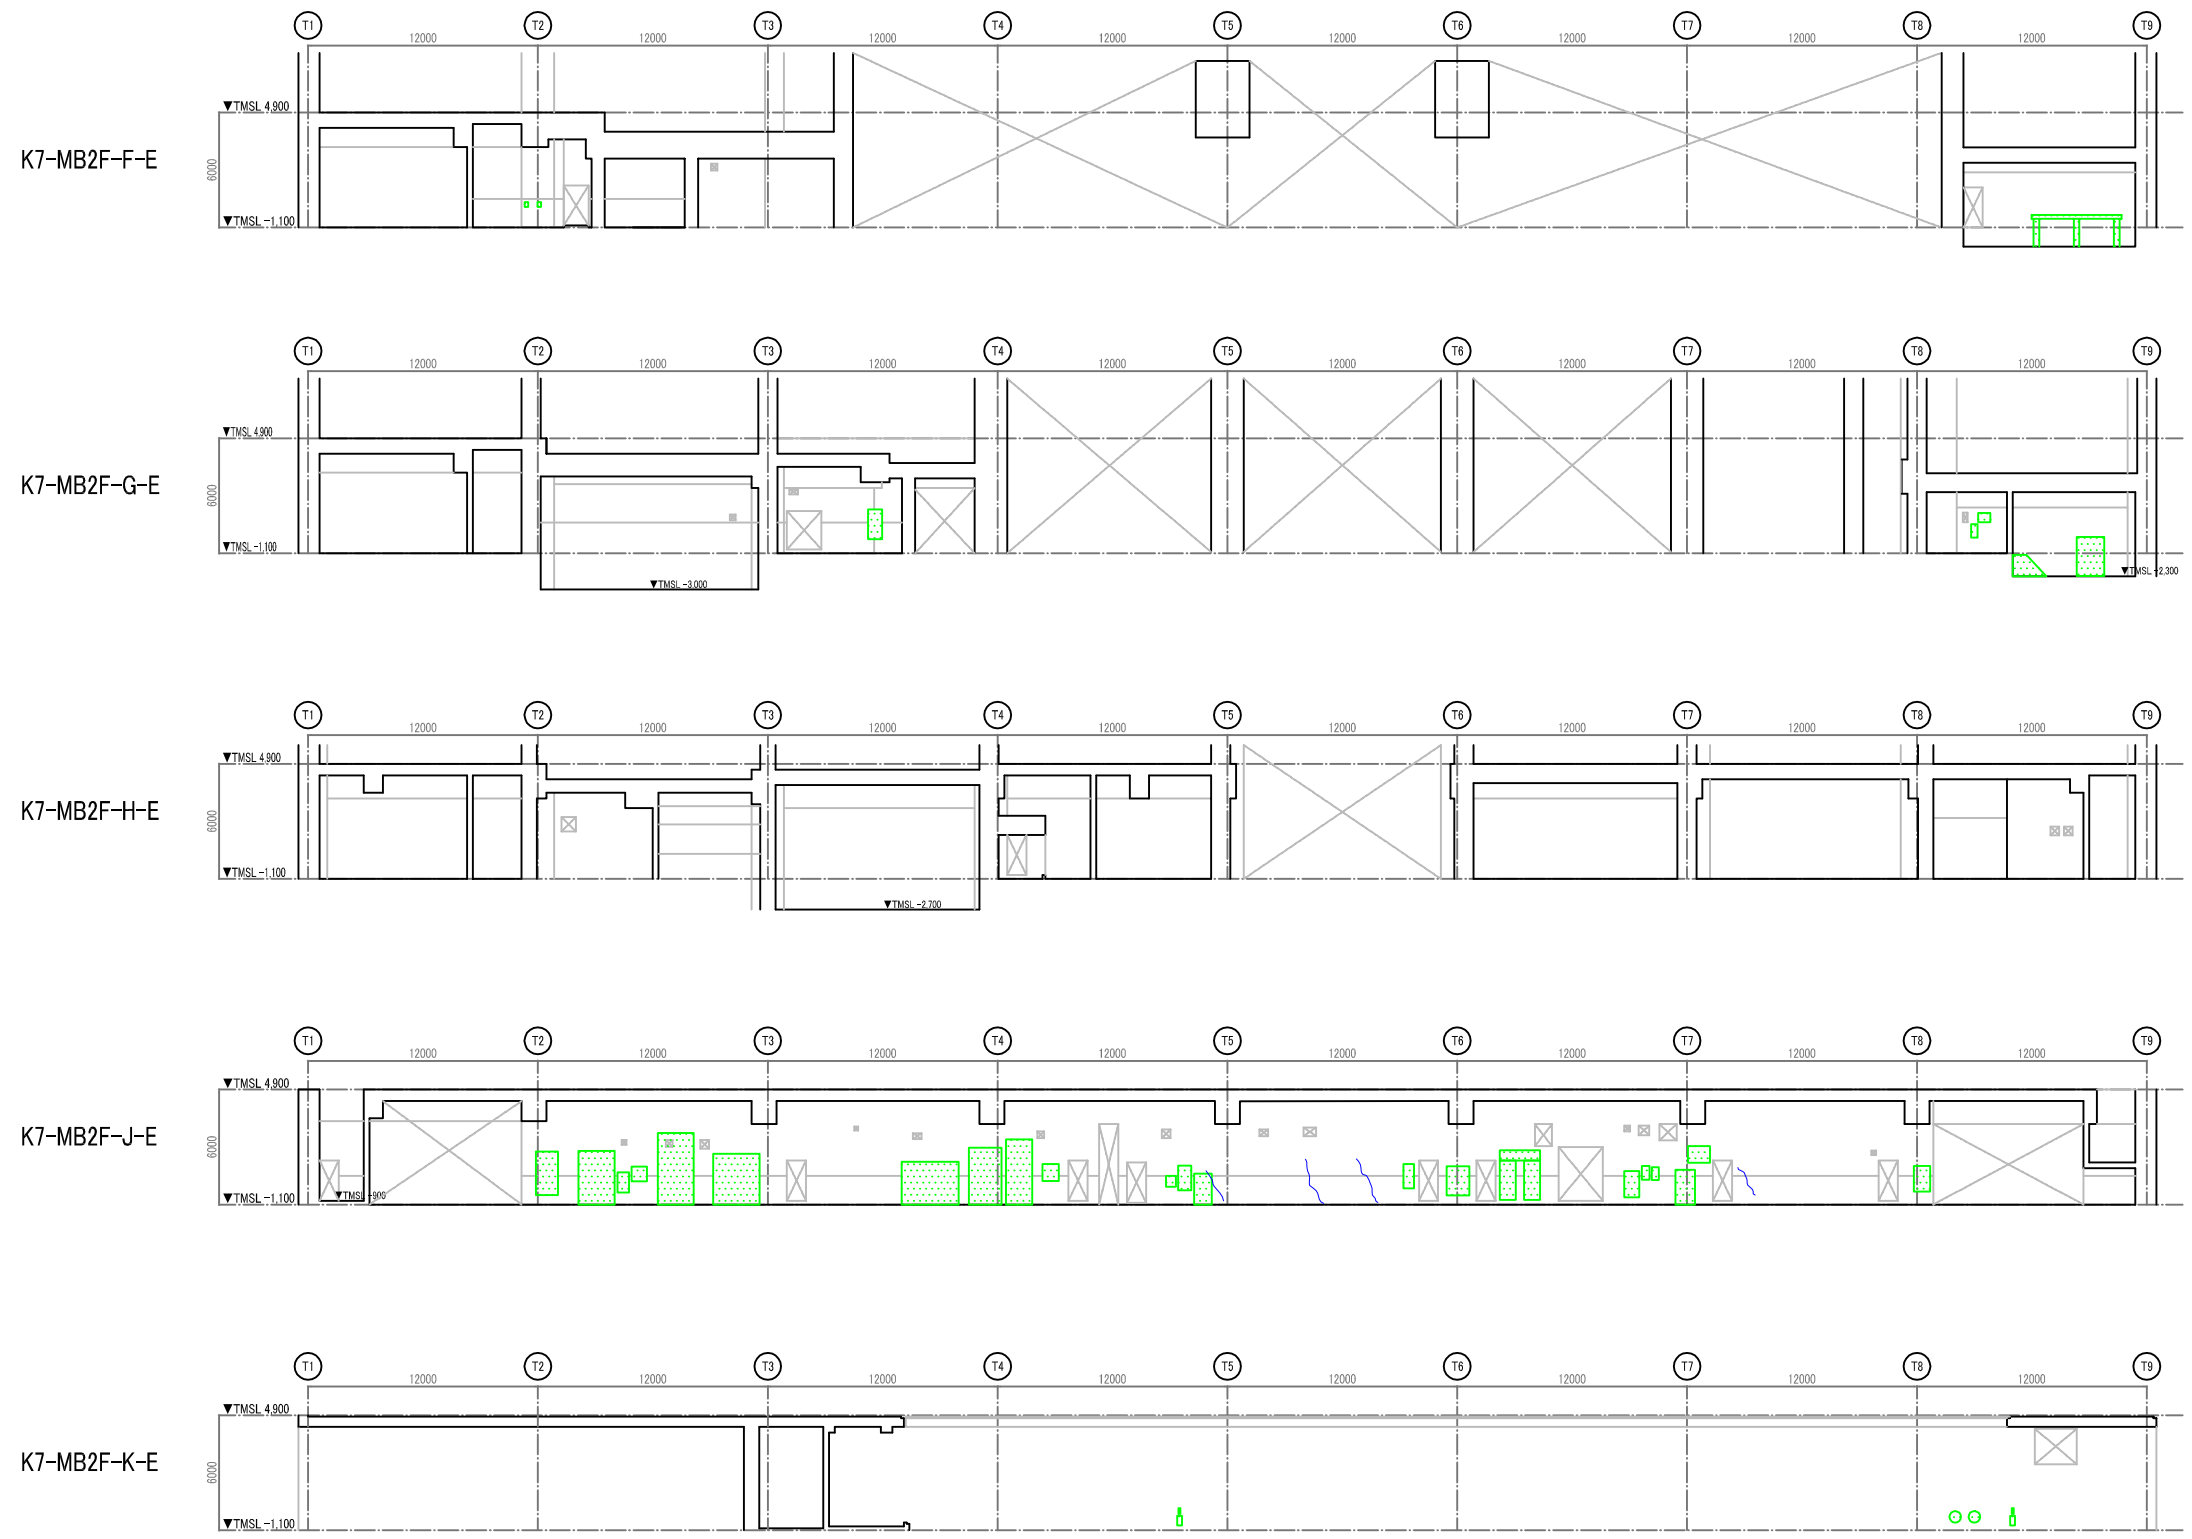 T1 T2 T3 T4 T5 T6 T7 T8 T9
12000 12000 12000 12000 12000 12000 12000 12000
▼TMSL 4,900
K7-MB2F-F-E
6000
▼TMSL -1,100
T1 T2 T3 T4 T5 T6 T7 T8 T9
12000 12000 12000 12000 12000 12000 12000 12000
▼TMSL 4,900
K7-MB2F-G-E
6000
▼TMSL -1,100
▼TMSL -2,300
▼TMSL -3,000
T1 T2 T3 T4 T5 T6 T7 T8 T9
12000 12000 12000 12000 12000 12000 12000 12000
▼TMSL 4,900
K7-MB2F-H-E
6000
▼TMSL -1,100
▼TMSL -2,700
T1 T2 T3 T4 T5 T6 T7 T8 T9
12000 12000 12000 12000 12000 12000 12000 12000
▼TMSL 4,900
K7-MB2F-J-E
6000
▼TMSL -1,100 ▼TMSL -900
T1 T2 T3 T4 T5 T6 T7 T8 T9
12000 12000 12000 12000 12000 12000 12000 12000
▼TMSL 4,900
K7-MB2F-K-E
6000
▼TMSL -1,100